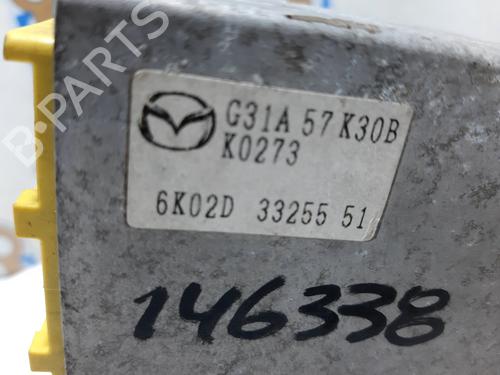 G31A 57 K30B
K0273
6K02D 33255 51
146338
B-PARTS